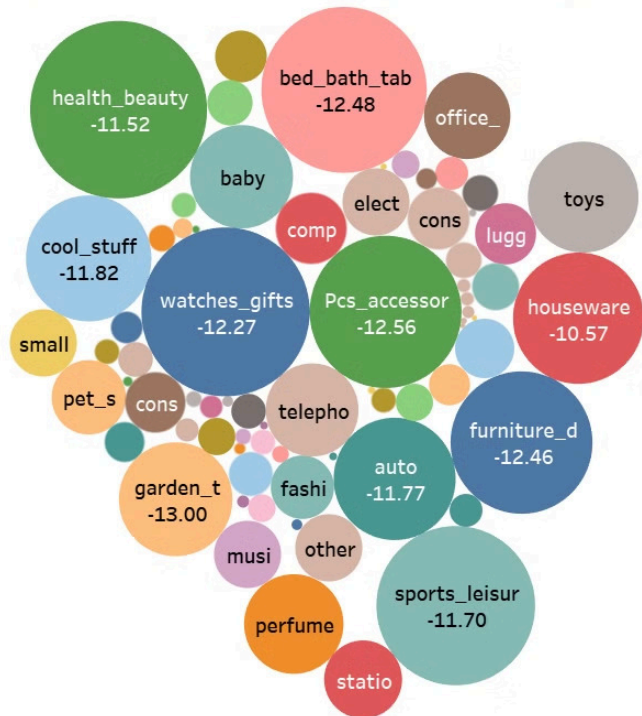 health_beauty
-11.52
bed_bath_tab
-12.48
office_
baby
elect
cons
toys
comp
lugg
cool_stuff
-11.82
watches_gifts
-12.27
Pcs_accessor
-12.56
houseware
-10.57
small
pet_s
cons
telepho
furniture_d
-12.46
garden_t
-13.00
auto
-11.77
fashi
other
musi
sports_leisur
-11.70
perfume
statio